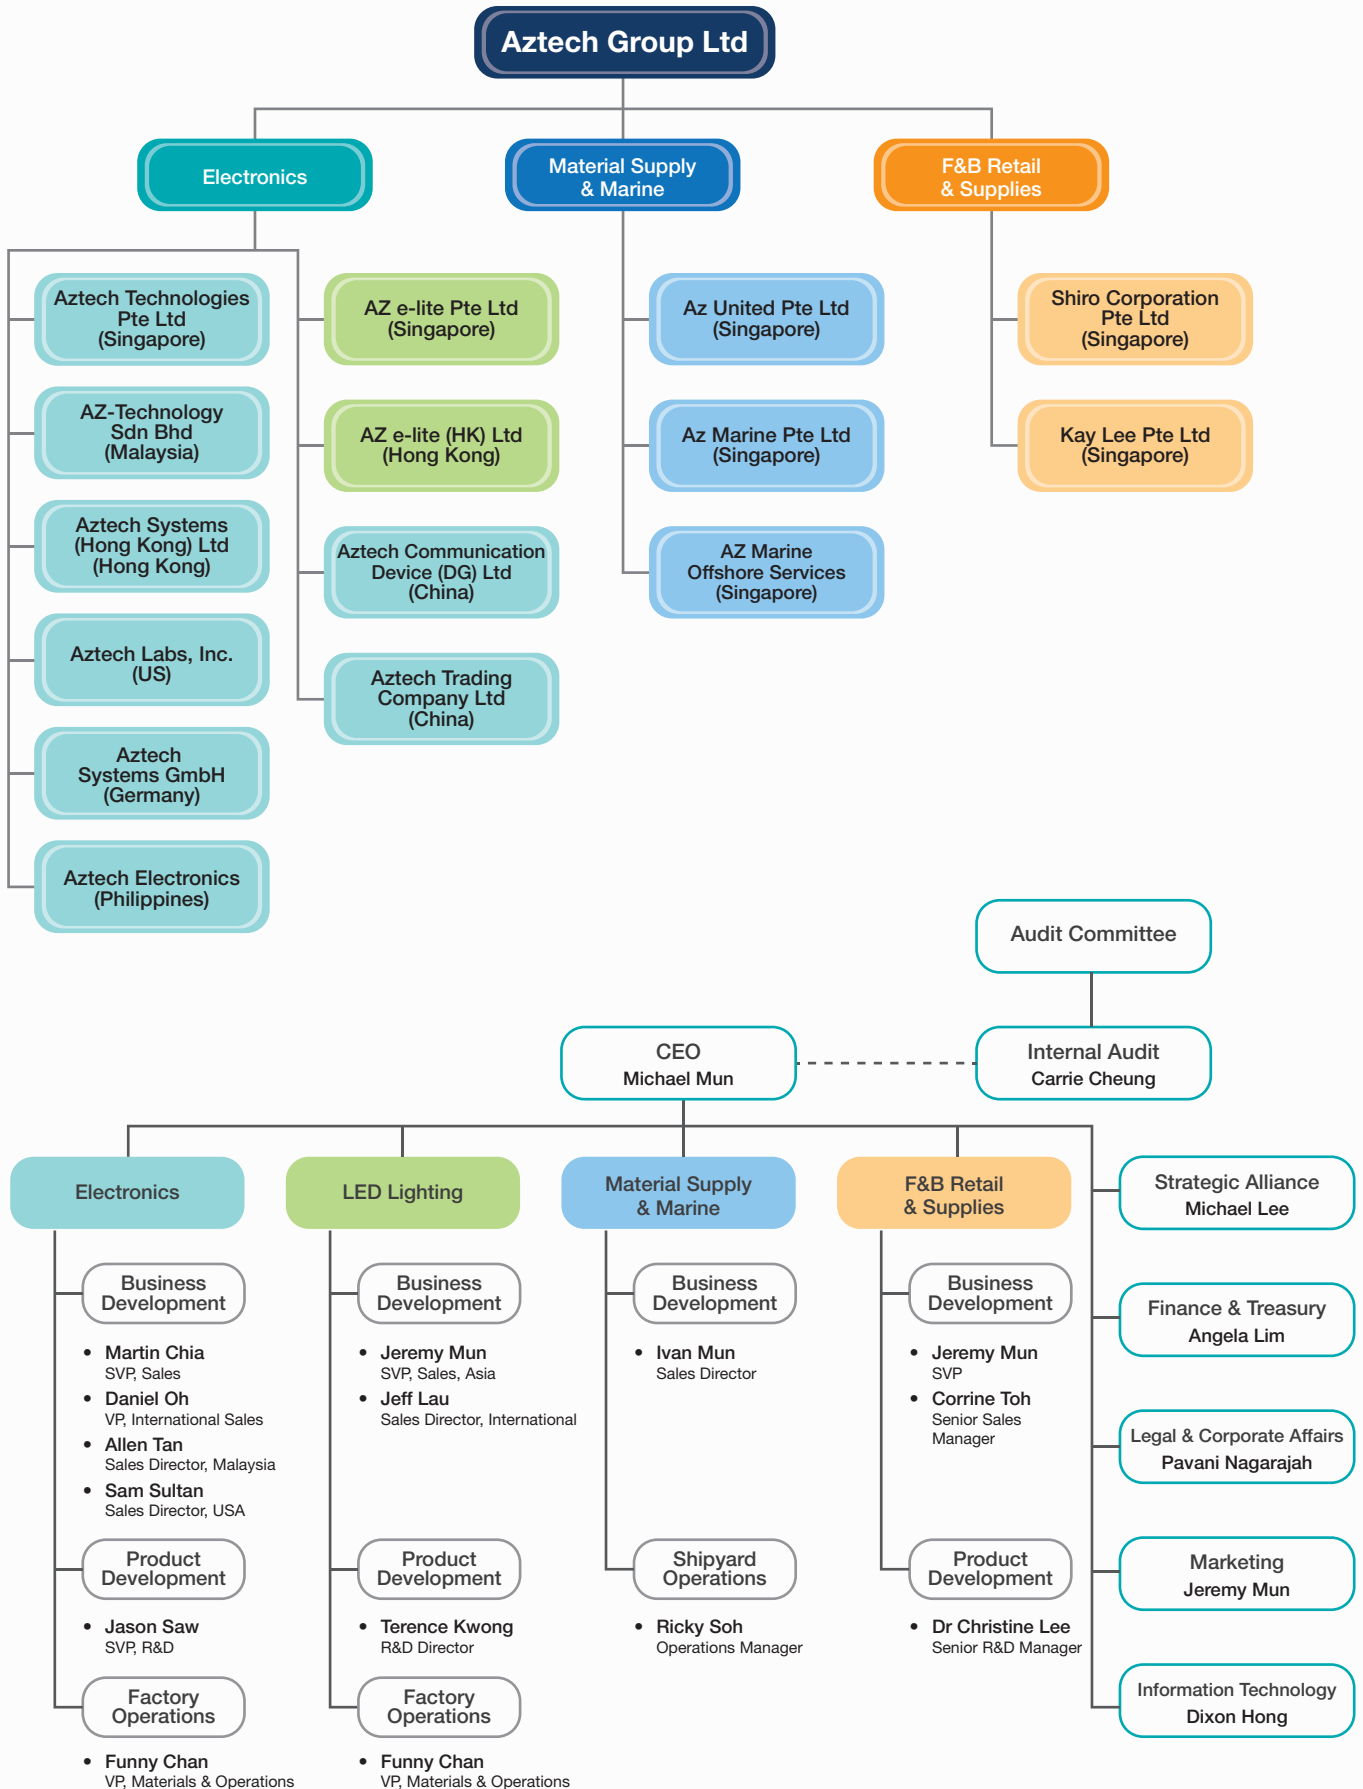 Aztech Group Ltd
Electronics
Material Supply
& Marine
F&B Retail
& Supplies
Aztech Technologies
Pte Ltd
(Singapore)
AZ-Technology
Sdn Bhd
(Malaysia)
Aztech Systems
(Hong Kong) Ltd
(Hong Kong)
Aztech Labs, Inc.
(US)
Aztech
Systems GmbH
(Germany)
Aztech Electronics
(Philippines)
AZ e-lite Pte Ltd
(Singapore)
AZ e-lite (HK) Ltd
(Hong Kong)
Aztech Communication
Device (DG) Ltd
(China)
Aztech Trading
Company Ltd
(China)
Az United Pte Ltd
(Singapore)
Az Marine Pte Ltd
(Singapore)
AZ Marine
Offshore Services
(Singapore)
Shiro Corporation
Pte Ltd
(Singapore)
Kay Lee Pte Ltd
(Singapore)
Audit Committee
CEO
Michael Mun
Internal Audit
Carrie Cheung
Electronics
Business
Development
• Martin Chia
SVP, Sales
• Daniel Oh
VP, International Sales
• Allen Tan
Sales Director, Malaysia
• Sam Sultan
Sales Director, USA
Product
Development
• Jason Saw
SVP, R&D
Factory
Operations
• Funny Chan
VP, Materials & Operations
LED Lighting
Business
Development
• Jeremy Mun
SVP, Sales, Asia
• Jeff Lau
Sales Director, International
Product
Development
• Terence Kwong
R&D Director
Factory
Operations
• Funny Chan
VP, Materials & Operations
Material Supply
& Marine
Business
Development
• Ivan Mun
Sales Director
Shipyard
Operations
• Ricky Soh
Operations Manager
F&B Retail
& Supplies
Business
Development
• Jeremy Mun
SVP
• Corrine Toh
Senior Sales
Manager
Product
Development
• Dr Christine Lee
Senior R&D Manager
Strategic Alliance
Michael Lee
Finance & Treasury
Angela Lim
Legal & Corporate Affairs
Pavani Nagarajah
Marketing
Jeremy Mun
Information Technology
Dixon Hong